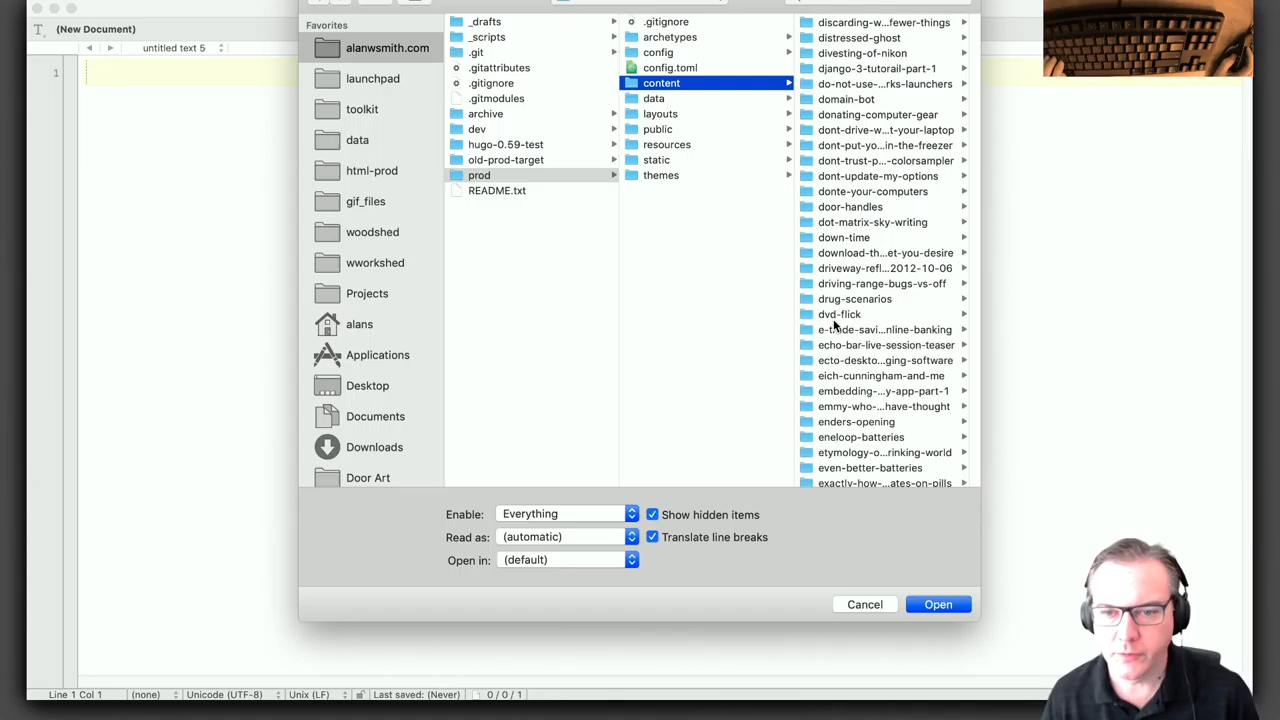 (New Document)
untitled text 5
1
Favorites
alanwsmith.com
launchpad
toolkit
data
html-prod
gif_files
woodshed
wworkshed
Projects
alans
Applications
Desktop
Documents
Downloads
Door Art
_drafts
_scripts
.git
.gitattributes
.gitignore
.gitmodules
archive
dev
hugo-0.59-test
old-prod-target
prod
README.txt
.gitignore
archetypes
config
config.toml
content
data
layouts
public
resources
static
themes
discarding-w...fewer-things
distressed-ghost
divesting-of-nikon
django-3-tutorail-part-1
do-not-use-...rks-launchers
domain-bot
donating-computer-gear
dont-drive-w...t-your-laptop
dont-put-yo...in-the-freezer
dont-trust-p...-colorsampler
dont-update-my-options
donte-your-computers
door-handles
dot-matrix-sky-writing
down-time
download-th...et-you-desire
driveway-refl...2012-10-06
driving-range-bugs-vs-off
drug-scenarios
dvd-flick
e-trade-savi...nline-banking
echo-bar-live-session-teaser
ecto-deskto...ging-software
eich-cunningham-and-me
embedding-...y-app-part-1
emmy-who-...have-thought
enders-opening
eneloop-batteries
etymology-o...rinking-world
even-better-batteries
exactly-how-...ates-on-pills
Enable: Everything Show hidden items
Read as: (automatic) Translate line breaks
Open in: (default)
Cancel Open
Line 1 Col 1 (none) Unicode (UTF-8) Unix (LF) Last saved: (Never) 0 / 0 / 1